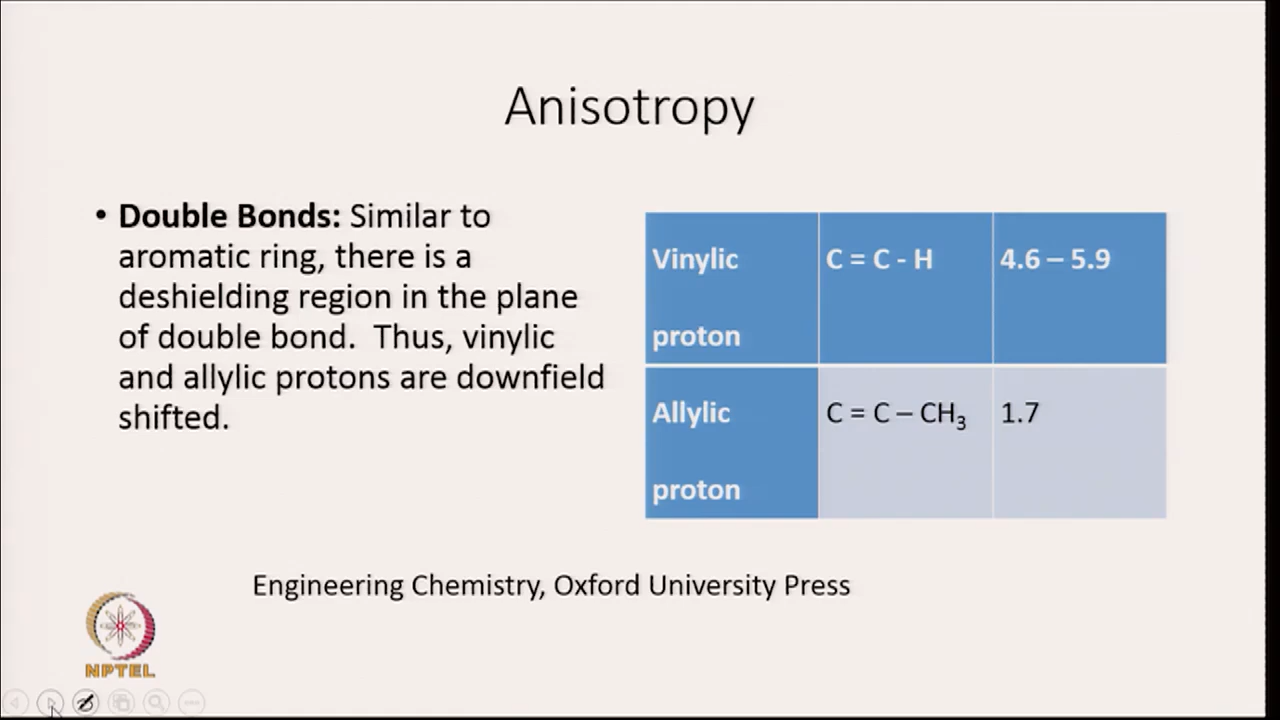 Anisotropy
• Double Bonds: Similar to
aromatic ring, there is a
deshielding region in the plane
of double bond.  Thus, vinylic
and allylic protons are downfield
shifted.
Vinylic
proton
C = C - H
4.6 – 5.9
Allylic
proton
C = C – CH₃
1.7
Engineering Chemistry, Oxford University Press
NPTEL